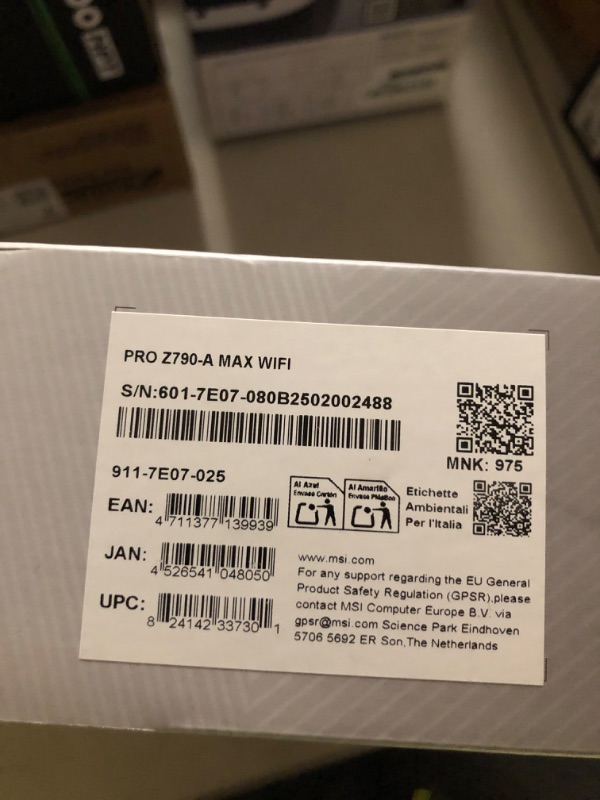 PRO Z790-A MAX WIFI
S/N:601-7E07-080B2502002488
MNK: 975
911-7E07-025
EAN:
4 711377 139939
Al Azul
Envase Cartón
Al Amarillo
Envase Plástico
Etichette
Ambientali
Per l'Italia
JAN:
4 526541 048050
UPC:
8 24142 33730 1
www.msi.com
For any support regarding the EU General
Product Safety Regulation (GPSR),please
contact MSI Computer Europe B.V. via
gpsr@msi.com Science Park Eindhoven
5706 5692 ER Son,The Netherlands